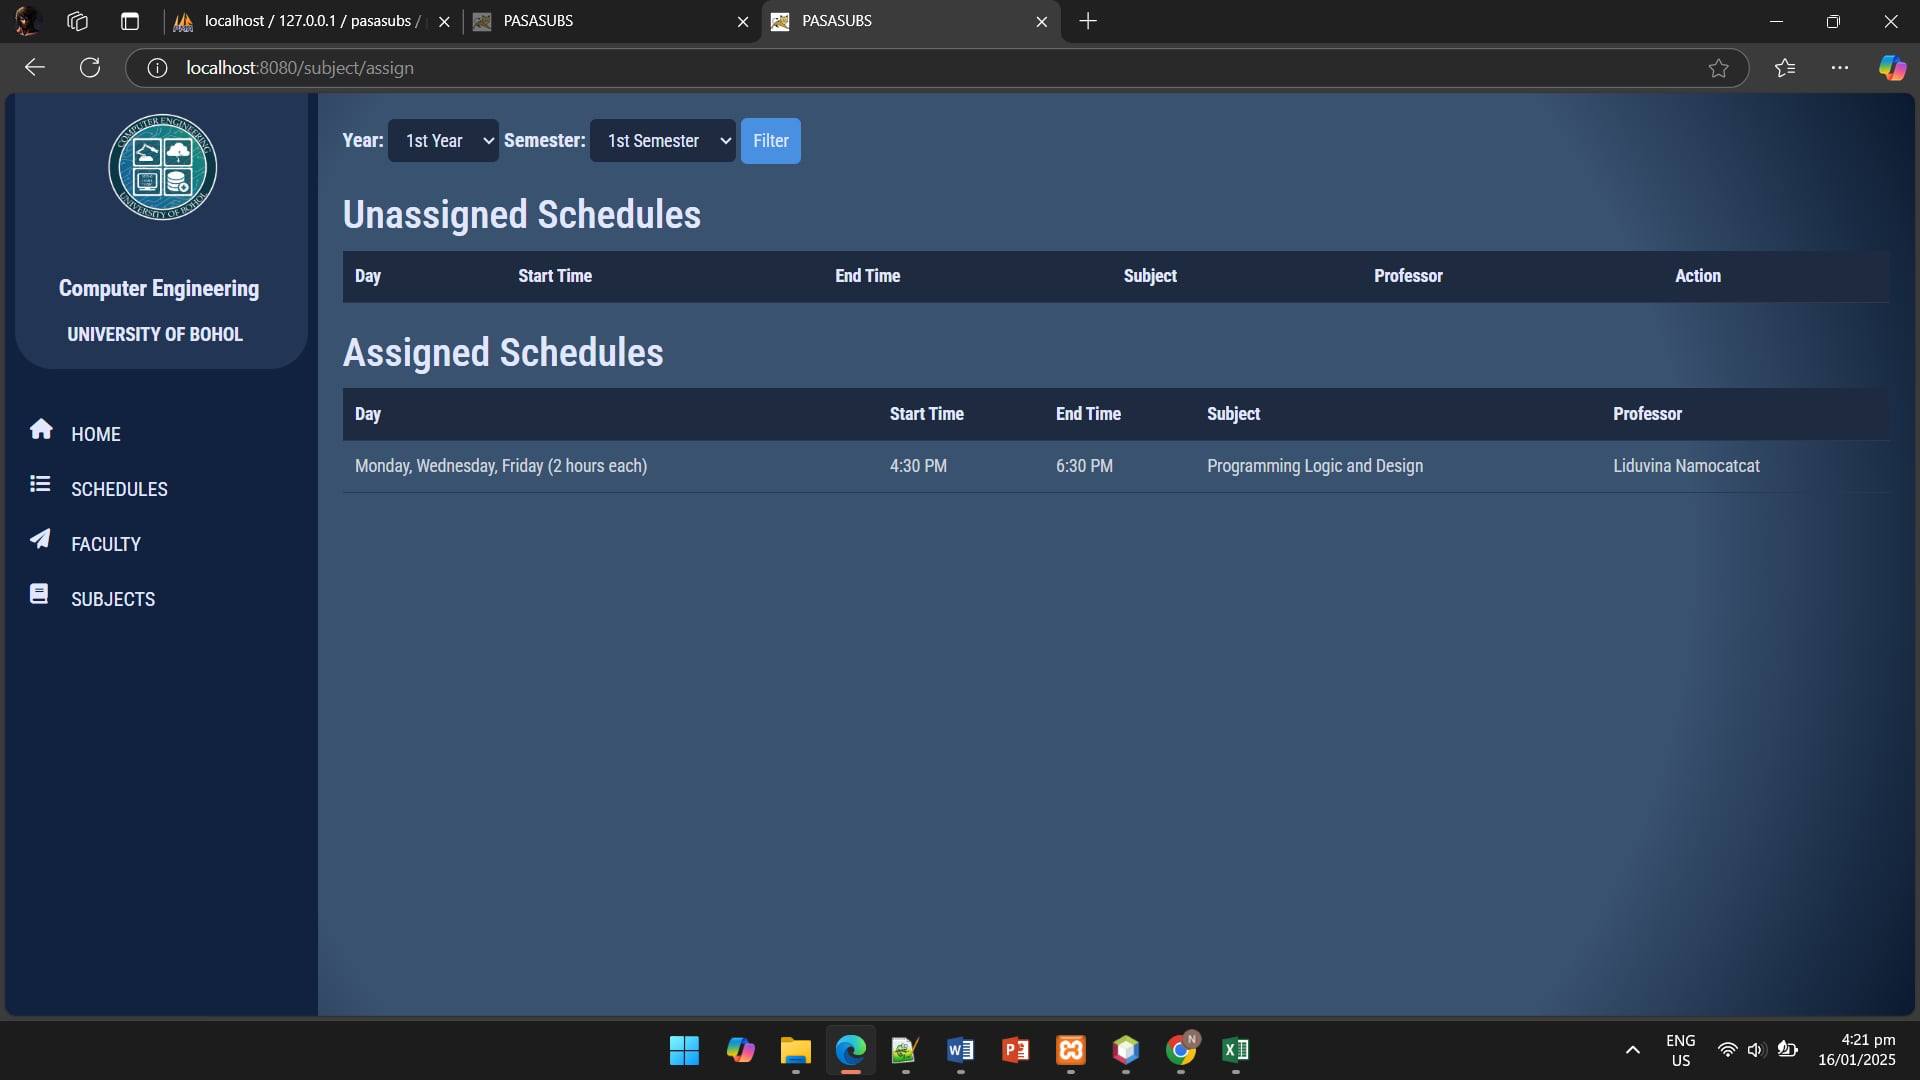 localhost / 127.0.0.1 / pasasubs /
PASASUBS
PASASUBS
localhost:8080/subject/assign
COMPUTER ENGINEERING
UNIVERSITY OF BOHOL
Computer Engineering
UNIVERSITY OF BOHOL
HOME
SCHEDULES
FACULTY
SUBJECTS
Year: 1st Year Semester: 1st Semester Filter
Unassigned Schedules
Day Start Time End Time Subject Professor Action
Assigned Schedules
Day Start Time End Time Subject Professor
Monday, Wednesday, Friday (2 hours each) 4:30 PM 6:30 PM Programming Logic and Design Liduvina Namocatcat
N
ENG
US
4:21 pm
16/01/2025